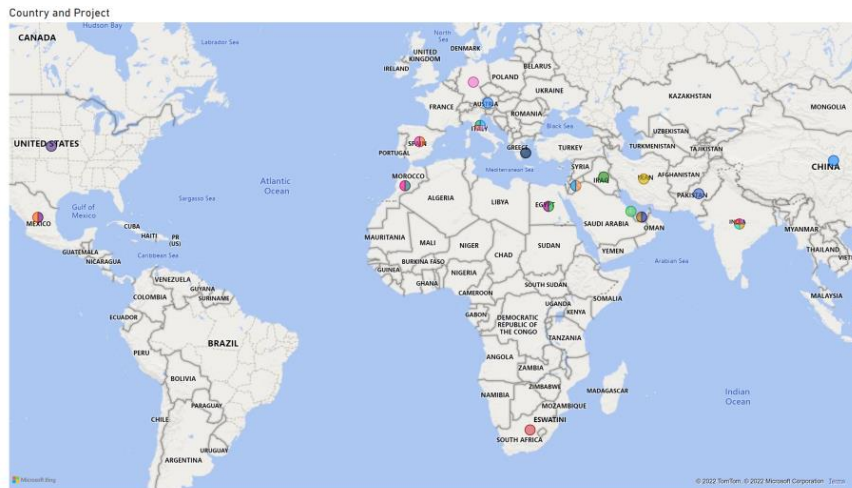 Country and Project
Hudson Bay
CANADA
Labrador Sea
North
Sea
DENMARK
UNITED
KINGDOM
IRELAND
BELARUS
POLAND
UKRAINE
KAZAKHSTAN
MONGOLIA
FRANCE
AUSTRIA
ROMANIA
ITALY
Black Sea
UZBEKISTAN
TURKMENISTAN
TAJIKISTAN
UNITED STATES
SPAIN
PORTUGAL
GREECE
TURKEY
SYRIA
CHINA
Mediterranean Sea
IRAQ
IRAN
AFGHANISTAN
PAKISTAN
Atlantic
Ocean
MOROCCO
ALGERIA
LIBYA
EGYPT
Sargasso Sea
Gulf of
Mexico
MEXICO
CUBA
HAITI
PR
(US)
SAUDI ARABIA
OMAN
INDIA
MYANMAR
MAURITANIA
MALI
NIGER
CHAD
SUDAN
YEMEN
Arabian Sea
THAILAND
VIET
GUATEMALA
NICARAGUA
Caribbean Sea
BURKINA FASO
GUINEA
GHANA
NIGERIA
CAMEROON
SOUTH SUDAN
SOMALIA
VENEZUELA
GUYANA
SURINAME
COLOMBIA
ECUADOR
MALAYSIA
GABON
UGANDA
KENYA
DEMOCRATIC
REPUBLIC OF
THE CONGO
TANZANIA
BRAZIL
PERU
BOLIVIA
ANGOLA
ZAMBIA
ZIMBABWE
MOZAMBIQUE
MADAGASCAR
NAMIBIA
Indian
Ocean
PARAGUAY
CHILE
ESWATINI
SOUTH AFRICA
URUGUAY
ARGENTINA
Microsoft Bing
© 2022 TomTom, © 2022 Microsoft Corporation Terms